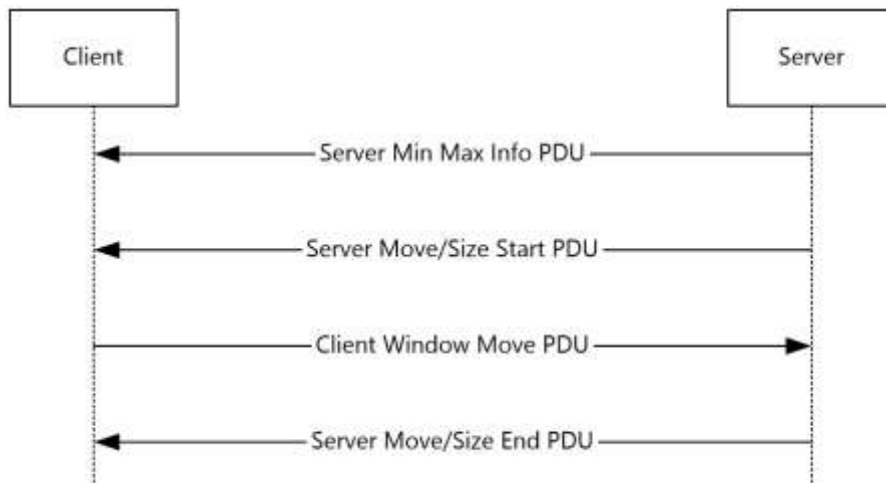 Client
Server
Server Min Max Info PDU
Server Move/Size Start PDU
Client Window Move PDU
Server Move/Size End PDU